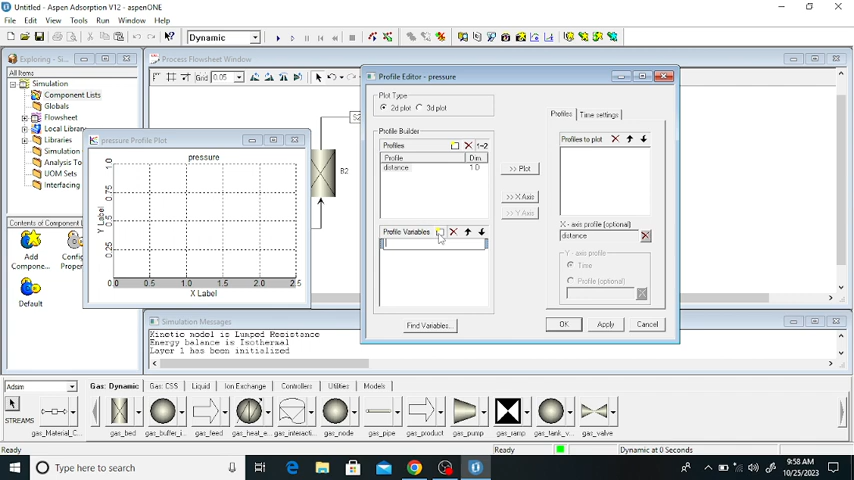 Untitled - Aspen Adsorption V12 - aspenONE
File Edit View Tools Run Window Help
Dynamic
Exploring - Si...
All Items
Simulation
Component Lists
Globals
Flowsheet
Local Librar
Libraries
Simulation
Analysis To
UOM Sets
Interfacing
Contents of Component L
Add
Compone...
Config
Proper
Default
Process Flowsheet Window
Grid 0.05
B2
pressure Profile Plot
pressure
Y Label
1.0
0.75
0.5
0.25
0.0 0.5 1.0 1.5 2.0 2.5
X Label
Profile Editor - pressure
Plot Type
2d plot 3d plot
Profile Builder
Profiles 1-2
Profile Dim
distance 1.0
Profile Variables
Find Variables...
>> Plot
>> X Axis
>> Y Axis
Profiles Time settings
Profiles to plot
X - axis profile (optional)
distance
Y - axis profile
Time
Profile (optional)
OK Apply Cancel
Simulation Messages
Kinetic model is Lumped Resistance
Energy balance is Isothermal
Layer 1 has been initialized
Adsim
Gas: Dynamic Gas: CSS Liquid Ion Exchange Controllers Utilities Models
STREAMS
gas_Material_C... gas_bed gas_buffer_i... gas_feed gas_heat_e... gas_interacti... gas_node gas_pipe gas_product gas_pump gas_ramp gas_tank_v... gas_valve
Ready Ready Dynamic at 0 Seconds
Type here to search
9:58 AM
10/25/2023